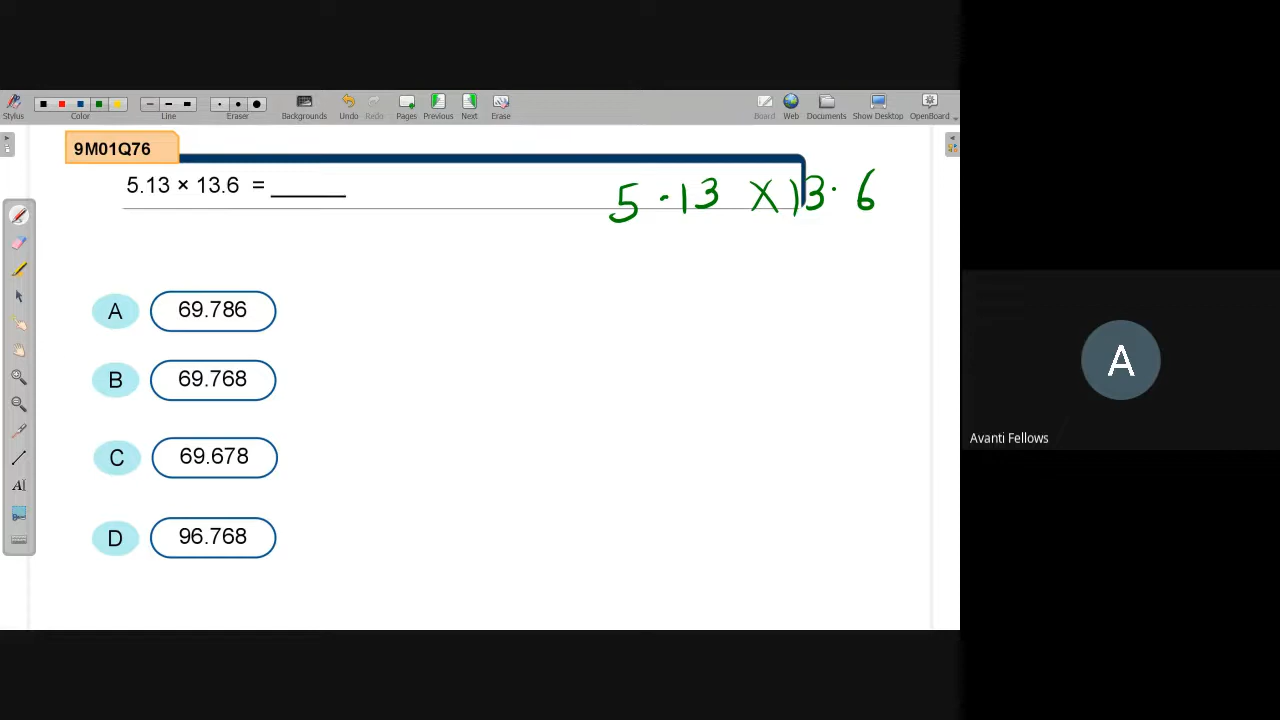 Stylus
Color
Line
Eraser
Backgrounds
Undo
Redo
Pages
Previous
Next
Erase
Board
Web
Documents
Show Desktop
OpenBoard
9M01Q76
5.13 × 13.6 = ______
5.13 × 13.6
A 69.786
B 69.768
C 69.678
D 96.768
A
Avanti Fellows